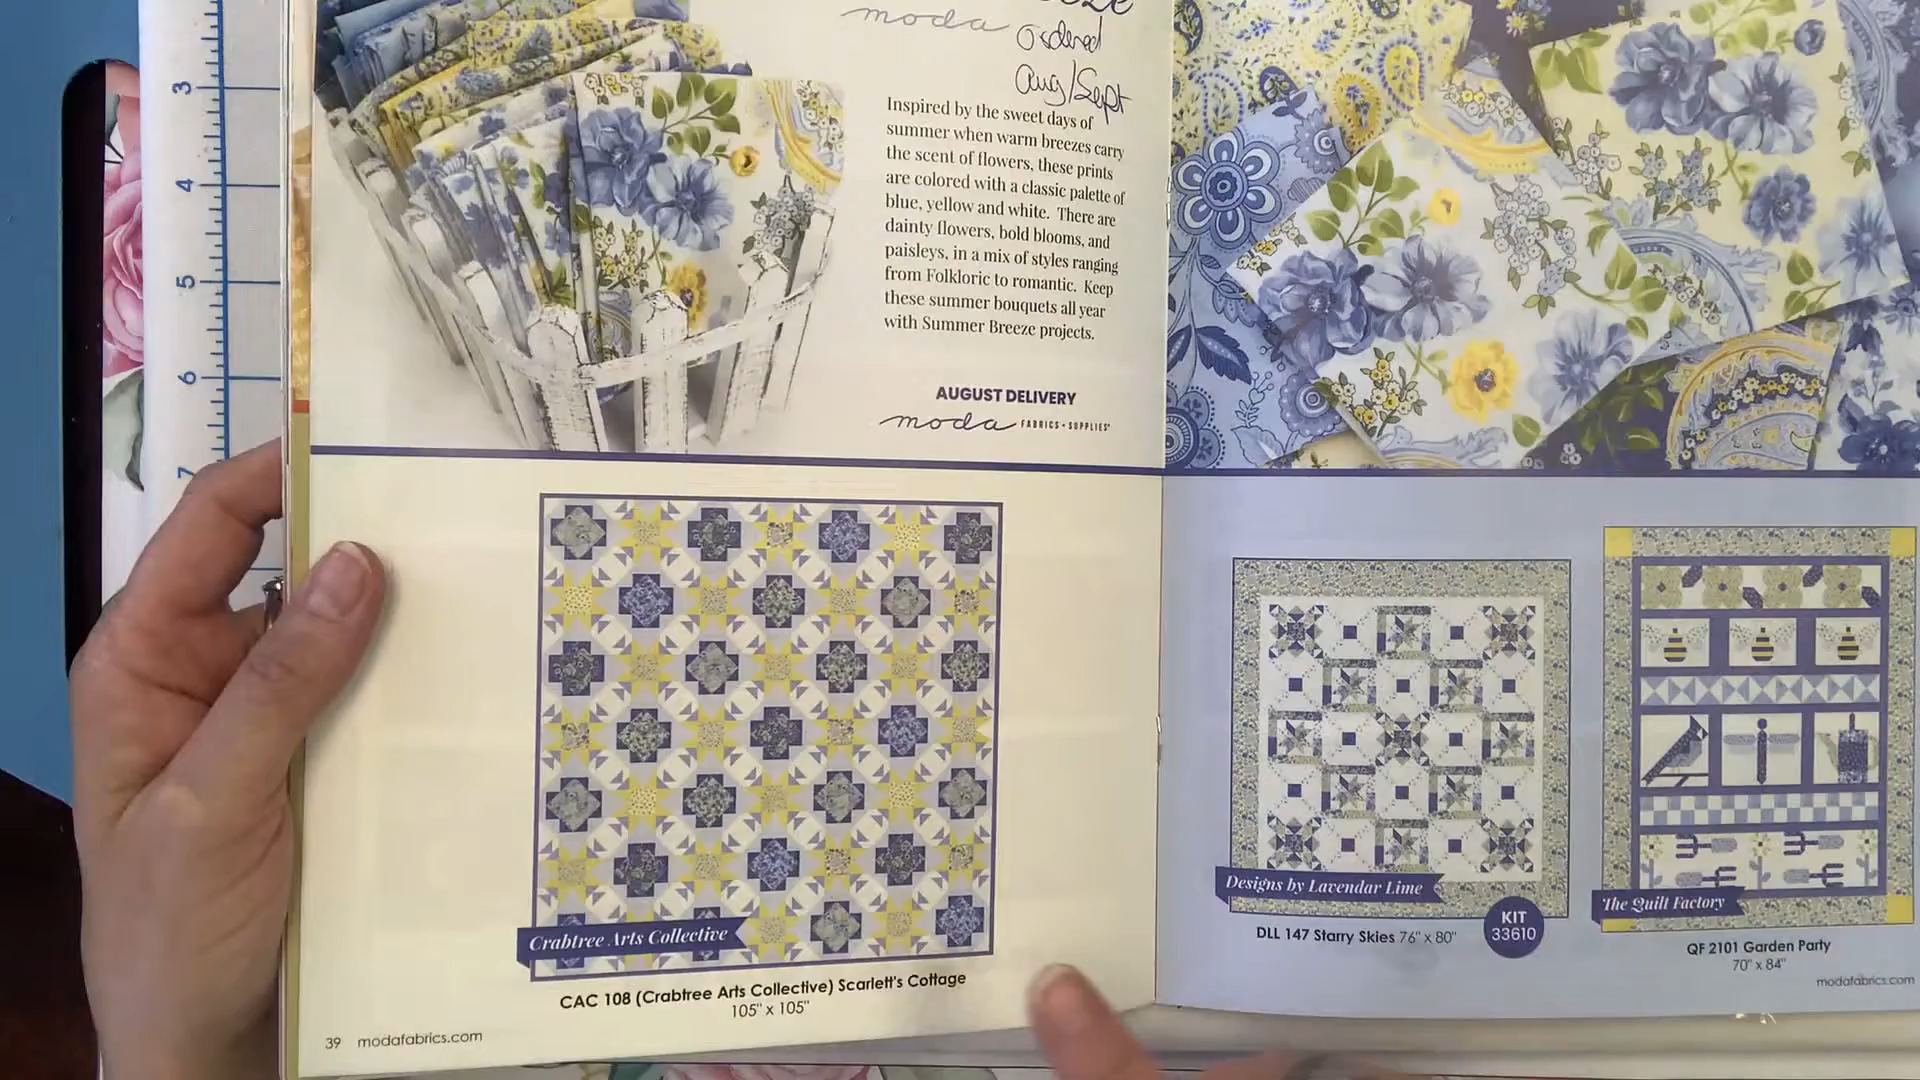 moda
Ordered
Aug/Sept
Inspired by the sweet days of
summer when warm breezes carry
the scent of flowers, these prints
are colored with a classic palette of
blue, yellow and white. There are
dainty flowers, bold blooms, and
paisleys, in a mix of styles ranging
from Folkloric to romantic. Keep
these summer bouquets all year
with Summer Breeze projects.
AUGUST DELIVERY
moda FABRICS + SUPPLIES
Crabtree Arts Collective
CAC 108 (Crabtree Arts Collective) Scarlett's Cottage
105" x 105"
39 modafabrics.com
Designs by Lavendar Lime
DLL 147 Starry Skies 76" x 80"
KIT
33610
The Quilt Factory
QF 2101 Garden Party
70" x 84"
modafabrics.com
3
4
5
6
7